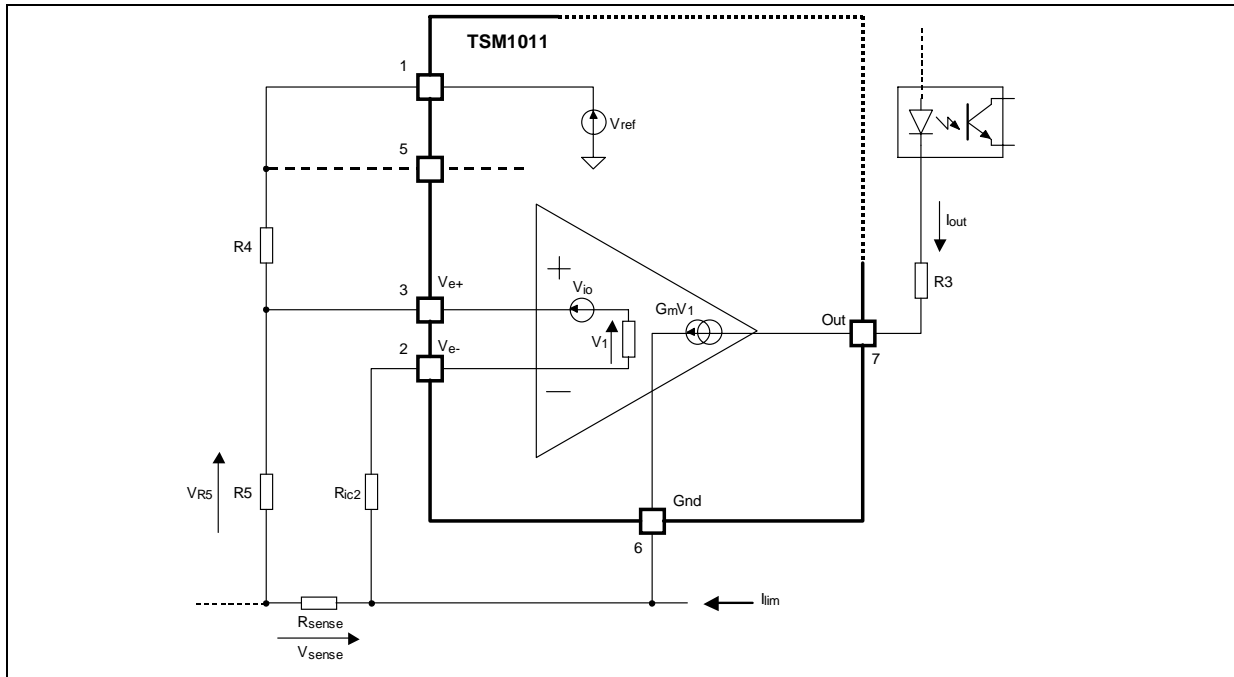 TSM1011
1
Vref
5
R4
Ve+
3
Vio
V1
GmV1
Out
7
Iout
R3
2
Ve-
VR5
R5
Ric2
Gnd
6
Rsense
Vsense
Ilim
+
—